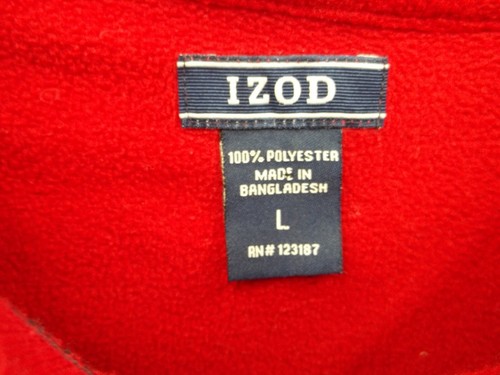 IZOD
100% POLYESTER
MADE IN
BANGLADESH
L
RN# 123187